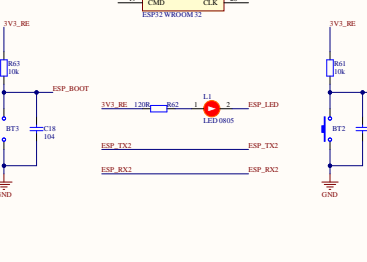 CMD CLK
ESP32 WROOM 32
3V3_RE 3V3_RE
R63
10k
R61
10k
ESP_BOOT
L1
3V3_RE 120R R62 1 2 ESP_LED
LED 0805
BT3
C18
104
BT2
ESP_TX2 ESP_TX2
ESP_RX2 ESP_RX2
GND